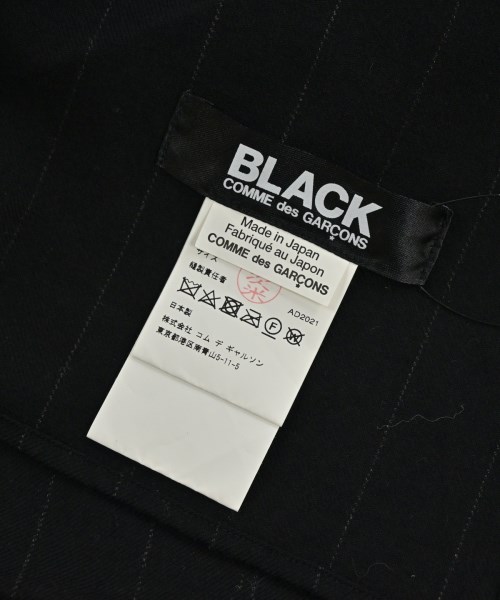 BLACK
COMME des GARÇONS
Made in Japan
Fabriqué au Japon
COMME des GARÇONS
サイズ
縫製責任者
AD2021
日本製
株式会社 コム デ ギャルソン
東京都港区南青山5-11-5